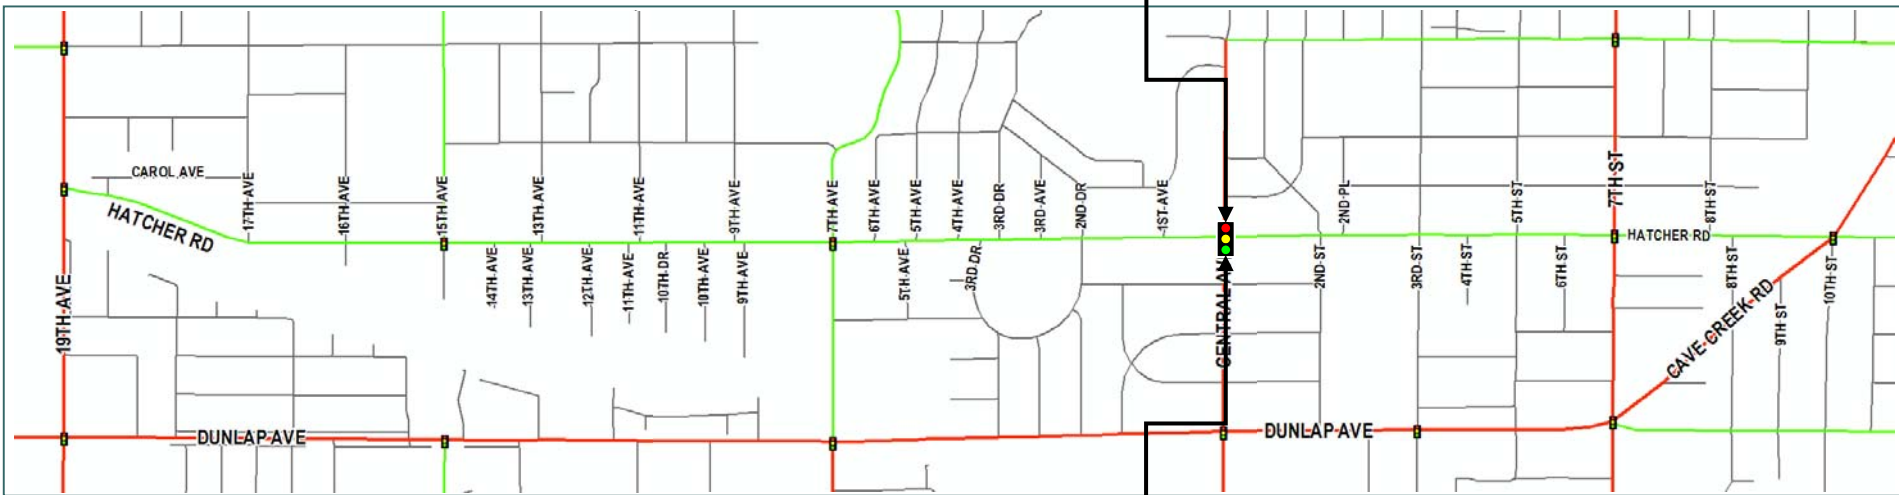 CAROL AVE
HATCHER RD
17TH AVE
16TH AVE
15TH AVE
13TH AVE
11TH AVE
9TH AVE
7TH AVE
6TH AVE
5TH AVE
4TH AVE
3RD DR
3RD AVE
2ND DR
1ST AVE
2ND PL
5TH ST
7TH ST
8TH ST
HATCHER RD
19TH AVE
14TH AVE
13TH AVE
12TH AVE
11TH AVE
10TH DR
10TH AVE
9TH AVE
5TH AVE
3RD DR
CENTRAL
2ND ST
3RD ST
4TH ST
6TH ST
8TH ST
9TH ST
10TH ST
CAVE CREEK RD
DUNLAP AVE
DUNLAP AVE